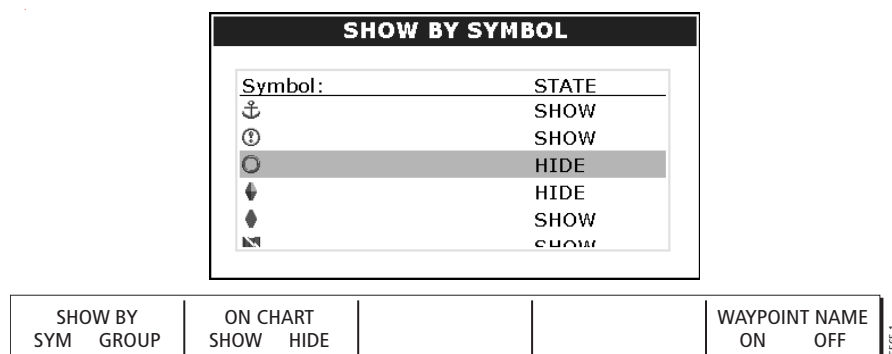 SHOW BY SYMBOL
Symbol: STATE
SHOW
SHOW
HIDE
HIDE
SHOW
SHOW
SHOW BY
SYM GROUP
ON CHART
SHOW HIDE
WAYPOINT NAME
ON OFF